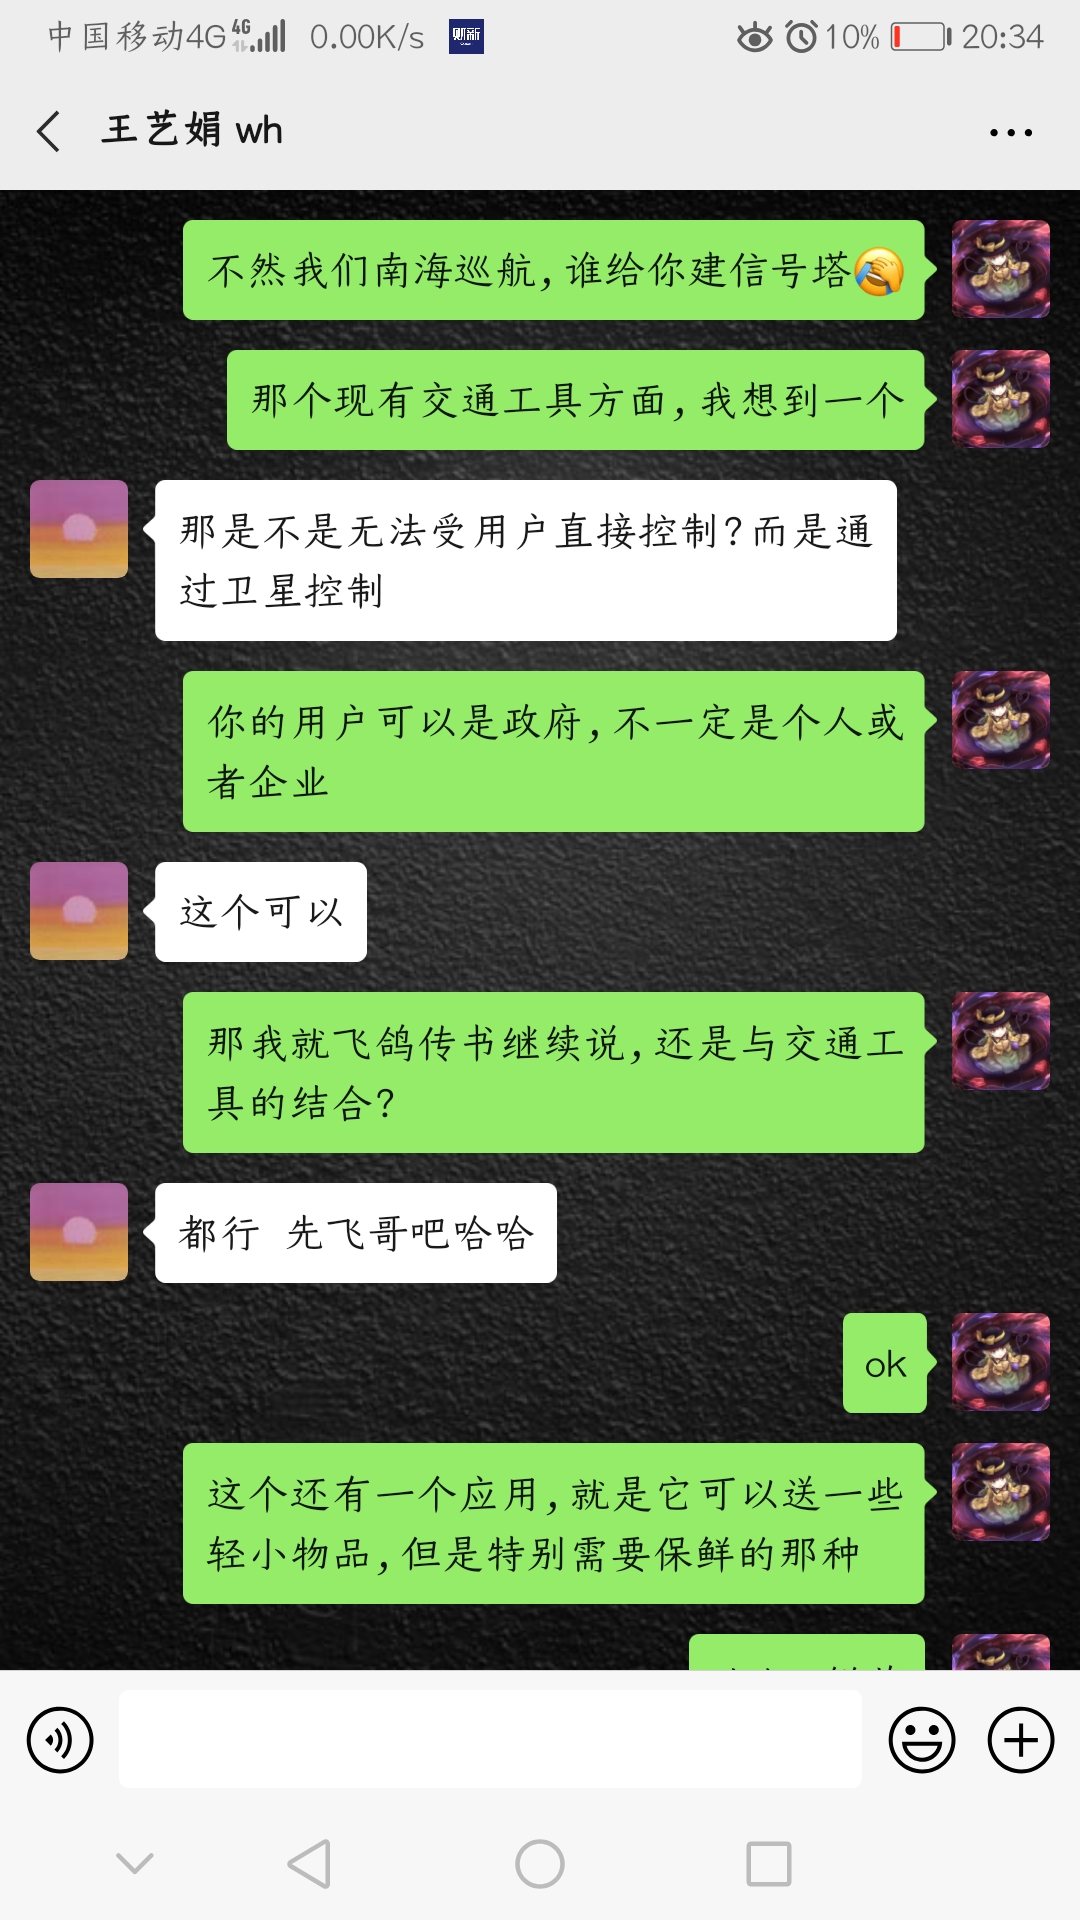 中国移动4G 4G 0.00K/s 财新 10% 20:34
王艺娟 wh
不然我们南海巡航,谁给你建信号塔
那个现有交通工具方面,我想到一个
那是不是无法受用户直接控制?而是通
过卫星控制
你的用户可以是政府,不一定是个人或
者企业
这个可以
那我就飞鸽传书继续说,还是与交通工
具的结合?
都行 先飞哥吧哈哈
ok
这个还有一个应用,就是它可以送一些
轻小物品,但是特别需要保鲜的那种